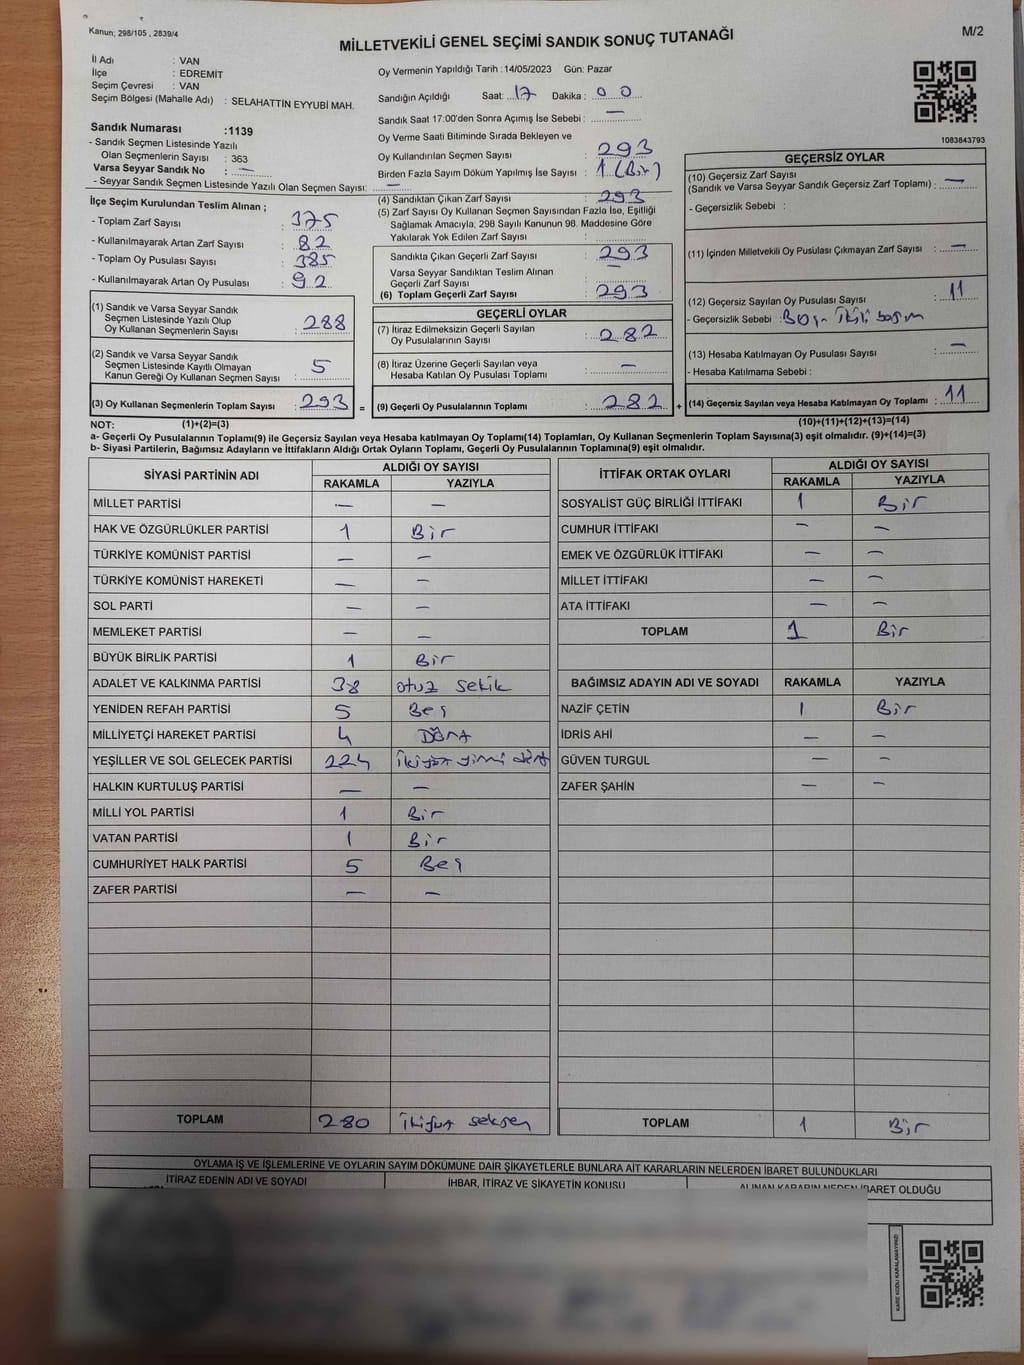 Kanun; 298/105 , 2839/4
MİLLETVEKİLİ GENEL SEÇİMİ SANDIK SONUÇ TUTANAĞI
M/2
İl Adı : VAN
İlçe : EDREMİT
Seçim Çevresi : VAN
Seçim Bölgesi (Mahalle Adı) : SELAHATTİN EYYUBİ MAH.
Sandık Numarası :1139
- Sandık Seçmen Listesinde Yazılı
Olan Seçmenlerin Sayısı : 363
Varsa Seyyar Sandık No : —
- Seyyar Sandık Seçmen Listesinde Yazılı Olan Seçmen Sayısı: —
Oy Vermenin Yapıldığı Tarih :14/05/2023 Gün: Pazar
Sandığın Açıldığı Saat: 17 Dakika : 00
Sandık Saat 17:00'den Sonra Açımış İse Sebebi : —
Oy Verme Saati Bitiminde Sırada Bekleyen ve
Oy Kullandırılan Seçmen Sayısı : 293
Birden Fazla Sayım Döküm Yapılmış İse Sayısı : 1 (Bir)
1083843793
İlçe Seçim Kurulundan Teslim Alınan ;
- Toplam Zarf Sayısı : 375
- Kullanılmayarak Artan Zarf Sayısı : 82
- Toplam Oy Pusulası Sayısı : 385
- Kullanılmayarak Artan Oy Pusulası : 92
(1) Sandık ve Varsa Seyyar Sandık
Seçmen Listesinde Yazılı Olup
Oy Kullanan Seçmenlerin Sayısı : 288
(2) Sandık ve Varsa Seyyar Sandık
Seçmen Listesinde Kayıtlı Olmayan
Kanun Gereği Oy Kullanan Seçmen Sayısı : 5
(3) Oy Kullanan Seçmenlerin Toplam Sayısı : 293 =
(4) Sandıktan Çıkan Zarf Sayısı : 293
(5) Zarf Sayısı Oy Kullanan Seçmen Sayısından Fazla İse, Eşitliği
Sağlamak Amacıyla, 298 Sayılı Kanunun 98. Maddesine Göre
Yakılarak Yok Edilen Zarf Sayısı :
Sandıkta Çıkan Geçerli Zarf Sayısı : 293
Varsa Seyyar Sandıktan Teslim Alınan
Geçerli Zarf Sayısı : —
(6) Toplam Geçerli Zarf Sayısı : 293
GEÇERLİ OYLAR
(7) İtiraz Edilmeksizin Geçerli Sayılan
Oy Pusulalarının Sayısı : 282
(8) İtiraz Üzerine Geçerli Sayılan veya
Hesaba Katılan Oy Pusulası Toplamı : —
(9) Geçerli Oy Pusulalarının Toplamı : 282 +
GEÇERSİZ OYLAR
(10) Geçersiz Zarf Sayısı
(Sandık ve Varsa Seyyar Sandık Geçersiz Zarf Toplamı) : —
- Geçersizlik Sebebi :
(11) İçinden Milletvekili Oy Pusulası Çıkmayan Zarf Sayısı : —
(12) Geçersiz Sayılan Oy Pusulası Sayısı : 11
- Geçersizlik Sebebi : Boş - İkili basım
(13) Hesaba Katılmayan Oy Pusulası Sayısı : —
- Hesaba Katılmama Sebebi :
(14) Geçersiz Sayılan veya Hesaba Katılmayan Oy Toplamı : 11
NOT: (1)+(2)=(3) (10)+(11)+(12)+(13)=(14)
a- Geçerli Oy Pusulalarının Toplamı(9) ile Geçersiz Sayılan veya Hesaba katılmayan Oy Toplamı(14) Toplamları, Oy Kullanan Seçmenlerin Toplam Sayısına(3) eşit olmalıdır. (9)+(14)=(3)
b- Siyasi Partilerin, Bağımsız Adayların ve İttifakların Aldığı Ortak Oyların Toplamı, Geçerli Oy Pusulalarının Toplamına(9) eşit olmalıdır.
SİYASİ PARTİNİN ADI ALDIĞI OY SAYISI
RAKAMLA YAZIYLA
MİLLET PARTİSİ — —
HAK VE ÖZGÜRLÜKLER PARTİSİ 1 Bir
TÜRKİYE KOMÜNİST PARTİSİ — —
TÜRKİYE KOMÜNİST HAREKETİ — —
SOL PARTİ — —
MEMLEKET PARTİSİ — —
BÜYÜK BİRLİK PARTİSİ 1 Bir
ADALET VE KALKINMA PARTİSİ 38 otuz sekik
YENİDEN REFAH PARTİSİ 5 Beş
MİLLİYETÇİ HAREKET PARTİSİ 4 Dört
YEŞİLLER VE SOL GELECEK PARTİSİ 224 İkiyüz yirmi dört
HALKIN KURTULUŞ PARTİSİ — —
MİLLİ YOL PARTİSİ 1 Bir
VATAN PARTİSİ 1 Bir
CUMHURİYET HALK PARTİSİ 5 Beş
ZAFER PARTİSİ — —
TOPLAM 280 İkiyüz seksen
İTTİFAK ORTAK OYLARI ALDIĞI OY SAYISI
RAKAMLA YAZIYLA
SOSYALİST GÜÇ BİRLİĞİ İTTİFAKI 1 Bir
CUMHUR İTTİFAKI — —
EMEK VE ÖZGÜRLÜK İTTİFAKI — —
MİLLET İTTİFAKI — —
ATA İTTİFAKI — —
TOPLAM 1 Bir
BAĞIMSIZ ADAYIN ADI VE SOYADI RAKAMLA YAZIYLA
NAZİF ÇETİN 1 Bir
İDRİS AHİ — —
GÜVEN TURGUL — —
ZAFER ŞAHİN — —
TOPLAM 1 Bir
OYLAMA İŞ VE İŞLEMLERİNE VE OYLARIN SAYIM DÖKÜMÜNE DAİR ŞİKAYETLERLE BUNLARA AİT KARARLARIN NELERDEN İBARET BULUNDUKLARI
İTİRAZ EDENİN ADI VE SOYADI İHBAR, İTİRAZ VE ŞİKAYETİN KONUSU ALINAN KARARIN NEDEN İBARET OLDUĞU
KARE KODU KARALAMAYINIZ!